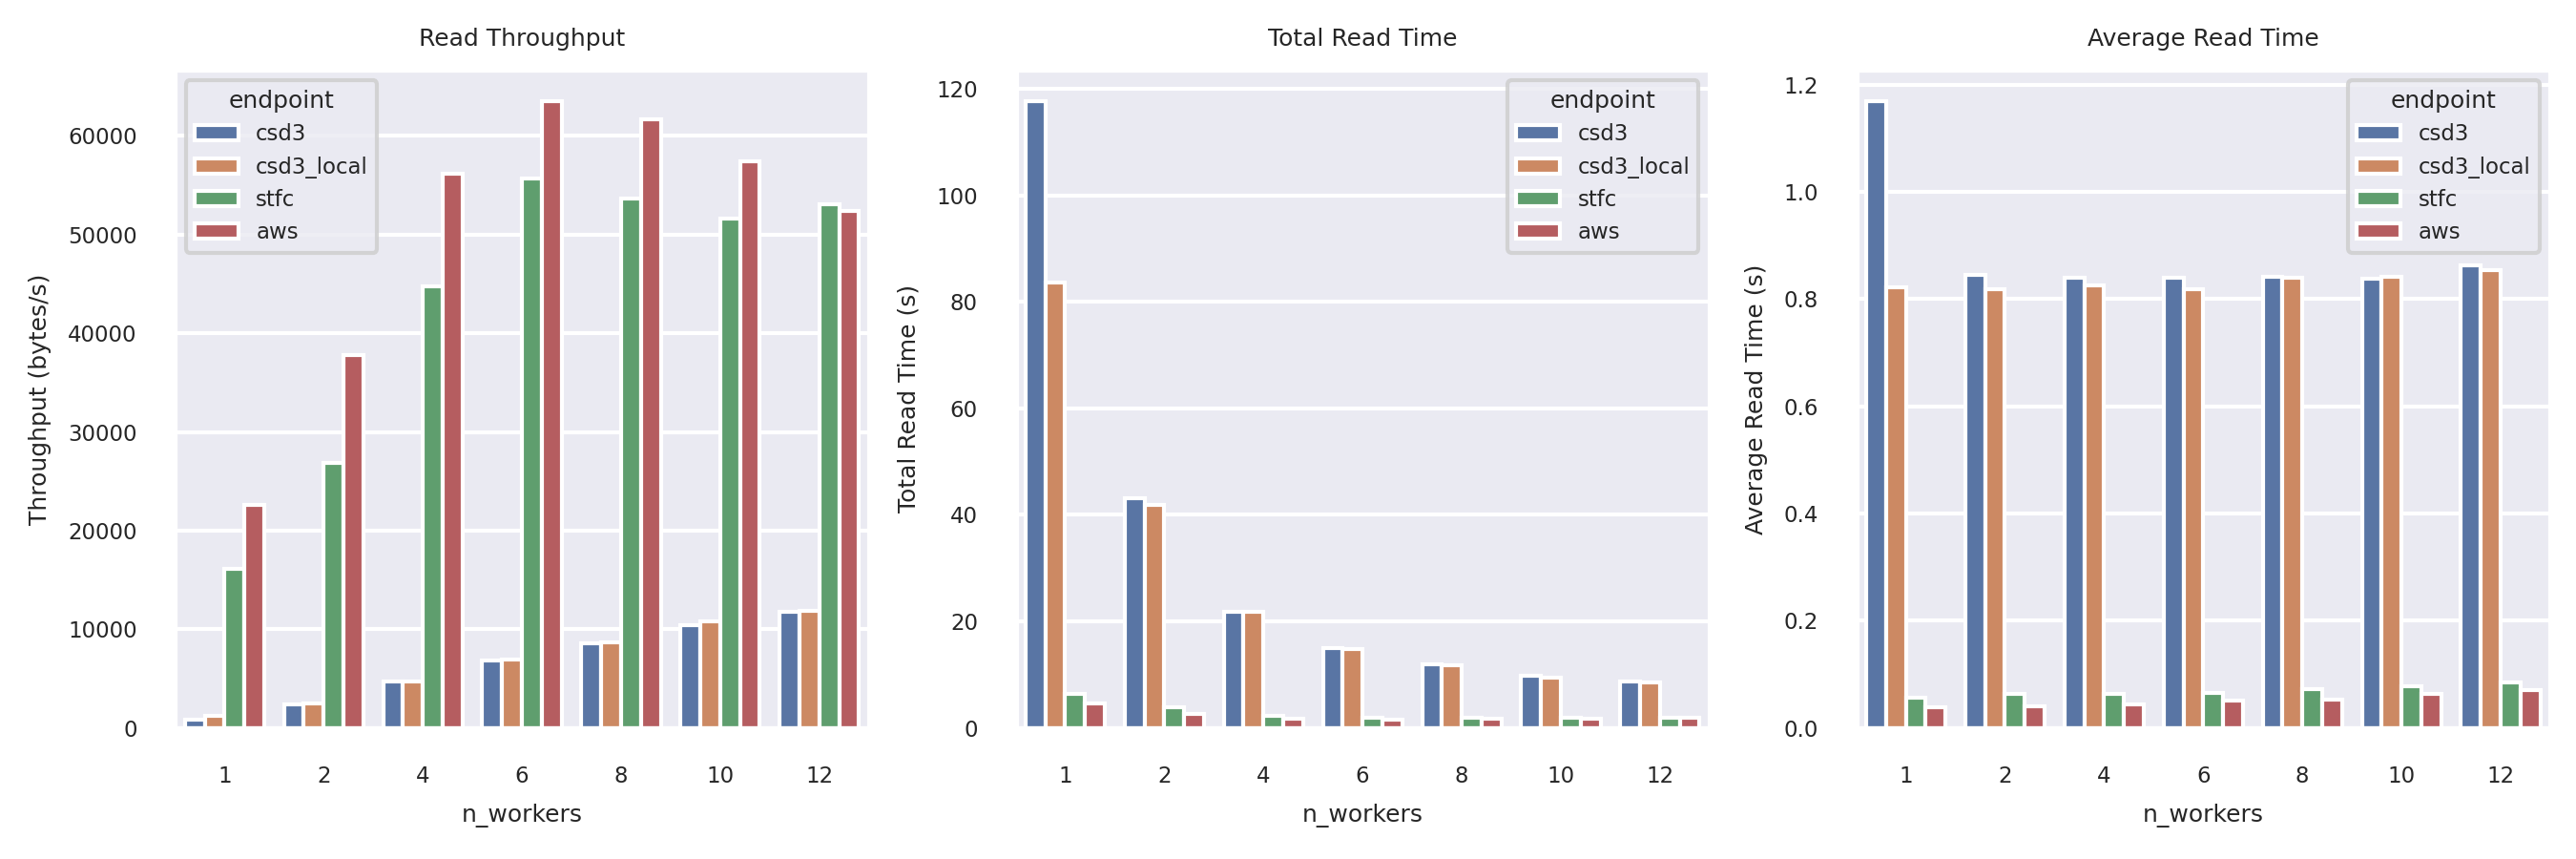 Read Throughput
Throughput (bytes/s)
60000
50000
40000
30000
20000
10000
0
endpoint
csd3
csd3_local
stfc
aws
1 2 4 6 8 10 12
n_workers
Total Read Time
Total Read Time (s)
120
100
80
60
40
20
0
endpoint
csd3
csd3_local
stfc
aws
1 2 4 6 8 10 12
n_workers
Average Read Time
Average Read Time (s)
1.2
1.0
0.8
0.6
0.4
0.2
0.0
endpoint
csd3
csd3_local
stfc
aws
1 2 4 6 8 10 12
n_workers